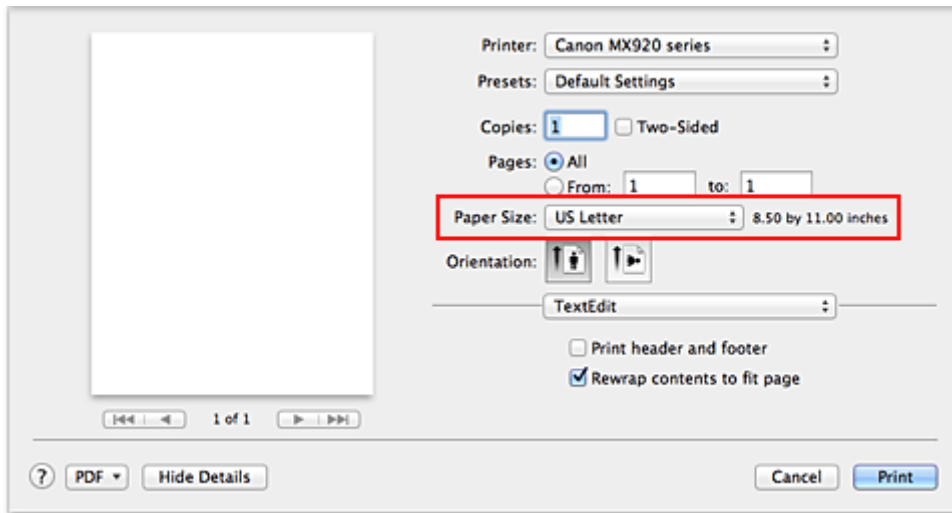 Printer: Canon MX920 series
Presets: Default Settings
Copies: 1 Two-Sided
Pages: All
From: 1 to: 1
Paper Size: US Letter 8.50 by 11.00 inches
Orientation:
TextEdit
Print header and footer
Rewrap contents to fit page
1 of 1
? PDF Hide Details Cancel Print